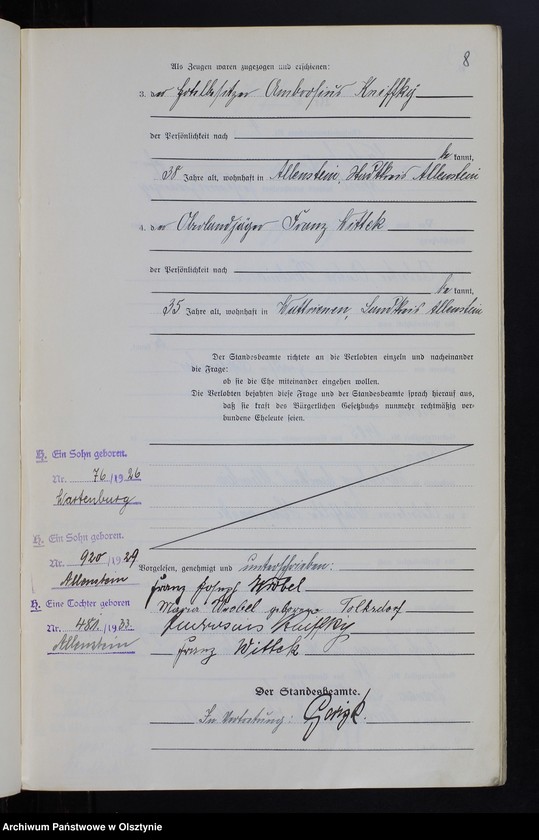 8
Als Zeugen waren zugezogen und erschienen:
3. der Hotelbesitzer Ambrosius Kniffky
der Persönlichkeit nach
bekannt,
38 Jahre alt, wohnhaft in Allenstein, Stadtkreis Allenstein
4. der Oberlandjäger Franz Wittek
der Persönlichkeit nach
bekannt,
35 Jahre alt, wohnhaft in Wuttrienen, Landkreis Allenstein
Der Standesbeamte richtete an die Verlobten einzeln und nacheinander
die Frage:
ob sie die Ehe miteinander eingehen wollen.
Die Verlobten bejahten diese Frage und der Standesbeamte sprach hierauf aus,
daß sie kraft des Bürgerlichen Gesetzbuchs nunmehr rechtmäßig ver-
bundene Eheleute seien.
H. Ein Sohn geboren.
Nr. 76/1926
Wartenburg
H. Ein Sohn geboren.
Nr. 920/1929
Allenstein
H. Eine Tochter geboren
Nr. 481/1933.
Allenstein
Vorgelesen, genehmigt und unterschrieben:
Franz Joseph Wrobel
Maria Wrobel geborene Tolksdorf
Ambrosius Kniffky
Franz Wittek
Der Standesbeamte.
In Vertretung:
Archiwum Państwowe w Olsztynie